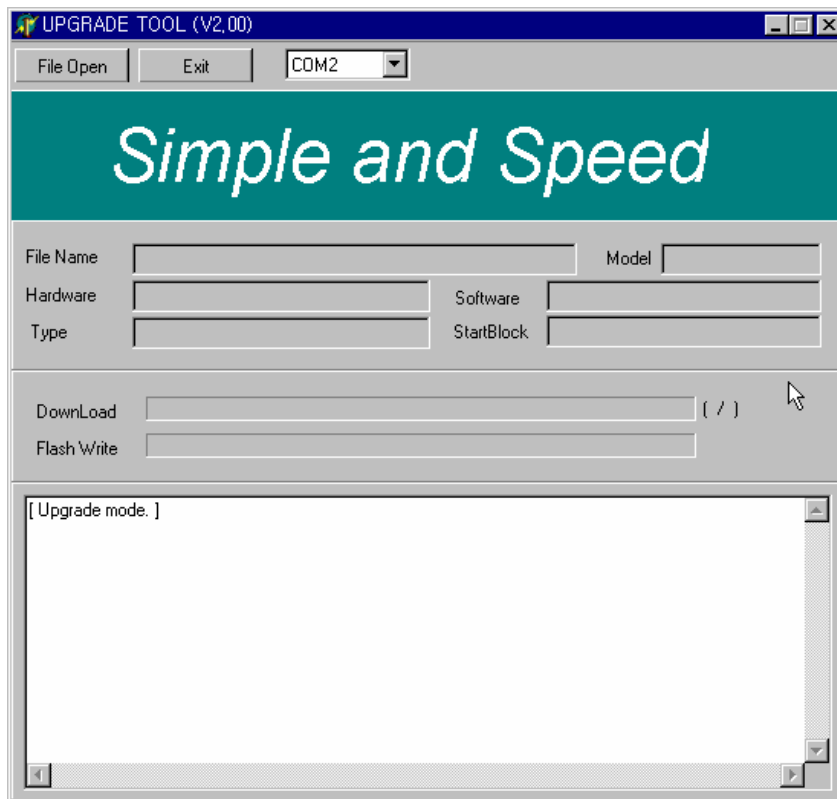 UPGRADE TOOL (V2,00)
File Open
Exit
COM2
Simple and Speed
File Name
Model
Hardware
Software
Type
StartBlock
DownLoad
( / )
Flash Write
[ Upgrade mode. ]